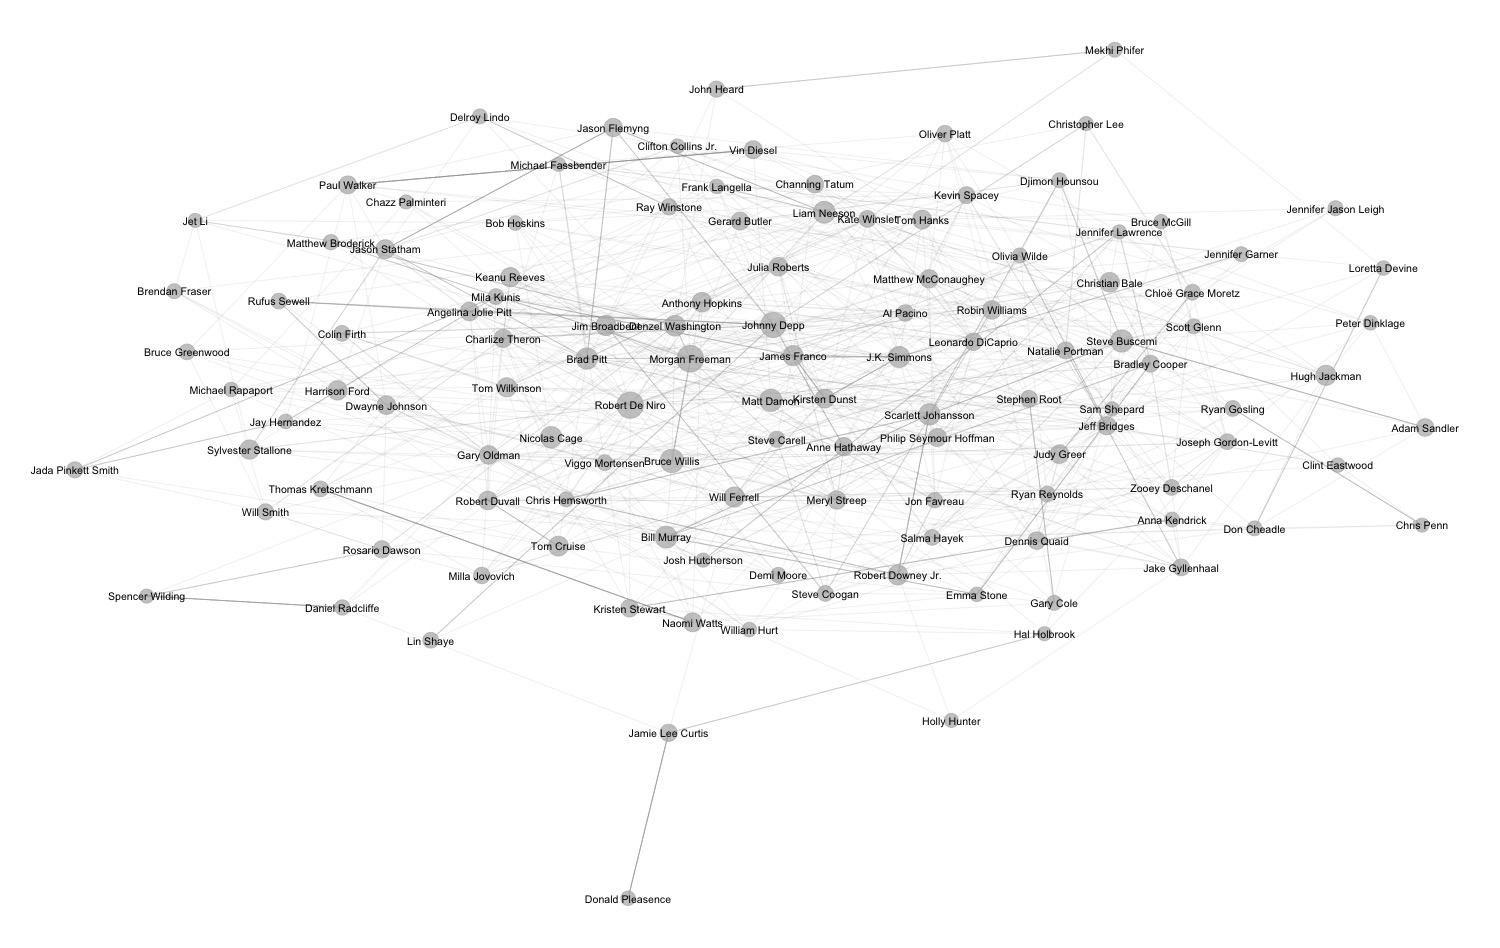 Mekhi Phifer
John Heard
Delroy Lindo
Christopher Lee
Jason Flemyng
Oliver Platt
Clifton Collins Jr.
Vin Diesel
Michael Fassbender
Paul Walker
Frank Langella
Channing Tatum
Djimon Hounsou
Chazz Palminteri
Kevin Spacey
Ray Winstone
Jennifer Jason Leigh
Liam Neeson
Kate Winslet
Tom Hanks
Jet Li
Bob Hoskins
Gerard Butler
Bruce McGill
Jennifer Lawrence
Matthew Broderick
Jason Statham
Jennifer Garner
Olivia Wilde
Julia Roberts
Loretta Devine
Keanu Reeves
Matthew McConaughey
Christian Bale
Brendan Fraser
Mila Kunis
Chloë Grace Moretz
Rufus Sewell
Anthony Hopkins
Angelina Jolie Pitt
Al Pacino
Robin Williams
Jim Broadbent
Denzel Washington
Johnny Depp
Scott Glenn
Peter Dinklage
Colin Firth
Charlize Theron
Leonardo DiCaprio
Steve Buscemi
Bruce Greenwood
Brad Pitt
Morgan Freeman
James Franco
J.K. Simmons
Natalie Portman
Bradley Cooper
Hugh Jackman
Michael Rapaport
Harrison Ford
Tom Wilkinson
Dwayne Johnson
Robert De Niro
Matt Damon
Kirsten Dunst
Stephen Root
Sam Shepard
Ryan Gosling
Jay Hernandez
Scarlett Johansson
Jeff Bridges
Adam Sandler
Nicolas Cage
Steve Carell
Philip Seymour Hoffman
Joseph Gordon-Levitt
Sylvester Stallone
Anne Hathaway
Gary Oldman
Viggo Mortensen
Bruce Willis
Judy Greer
Clint Eastwood
Jada Pinkett Smith
Thomas Kretschmann
Zooey Deschanel
Robert Duvall
Chris Hemsworth
Will Ferrell
Meryl Streep
Jon Favreau
Ryan Reynolds
Will Smith
Anna Kendrick
Don Cheadle
Chris Penn
Bill Murray
Salma Hayek
Dennis Quaid
Rosario Dawson
Tom Cruise
Josh Hutcherson
Jake Gyllenhaal
Milla Jovovich
Demi Moore
Robert Downey Jr.
Spencer Wilding
Steve Coogan
Emma Stone
Gary Cole
Daniel Radcliffe
Kristen Stewart
Naomi Watts
William Hurt
Hal Holbrook
Lin Shaye
Holly Hunter
Jamie Lee Curtis
Donald Pleasence